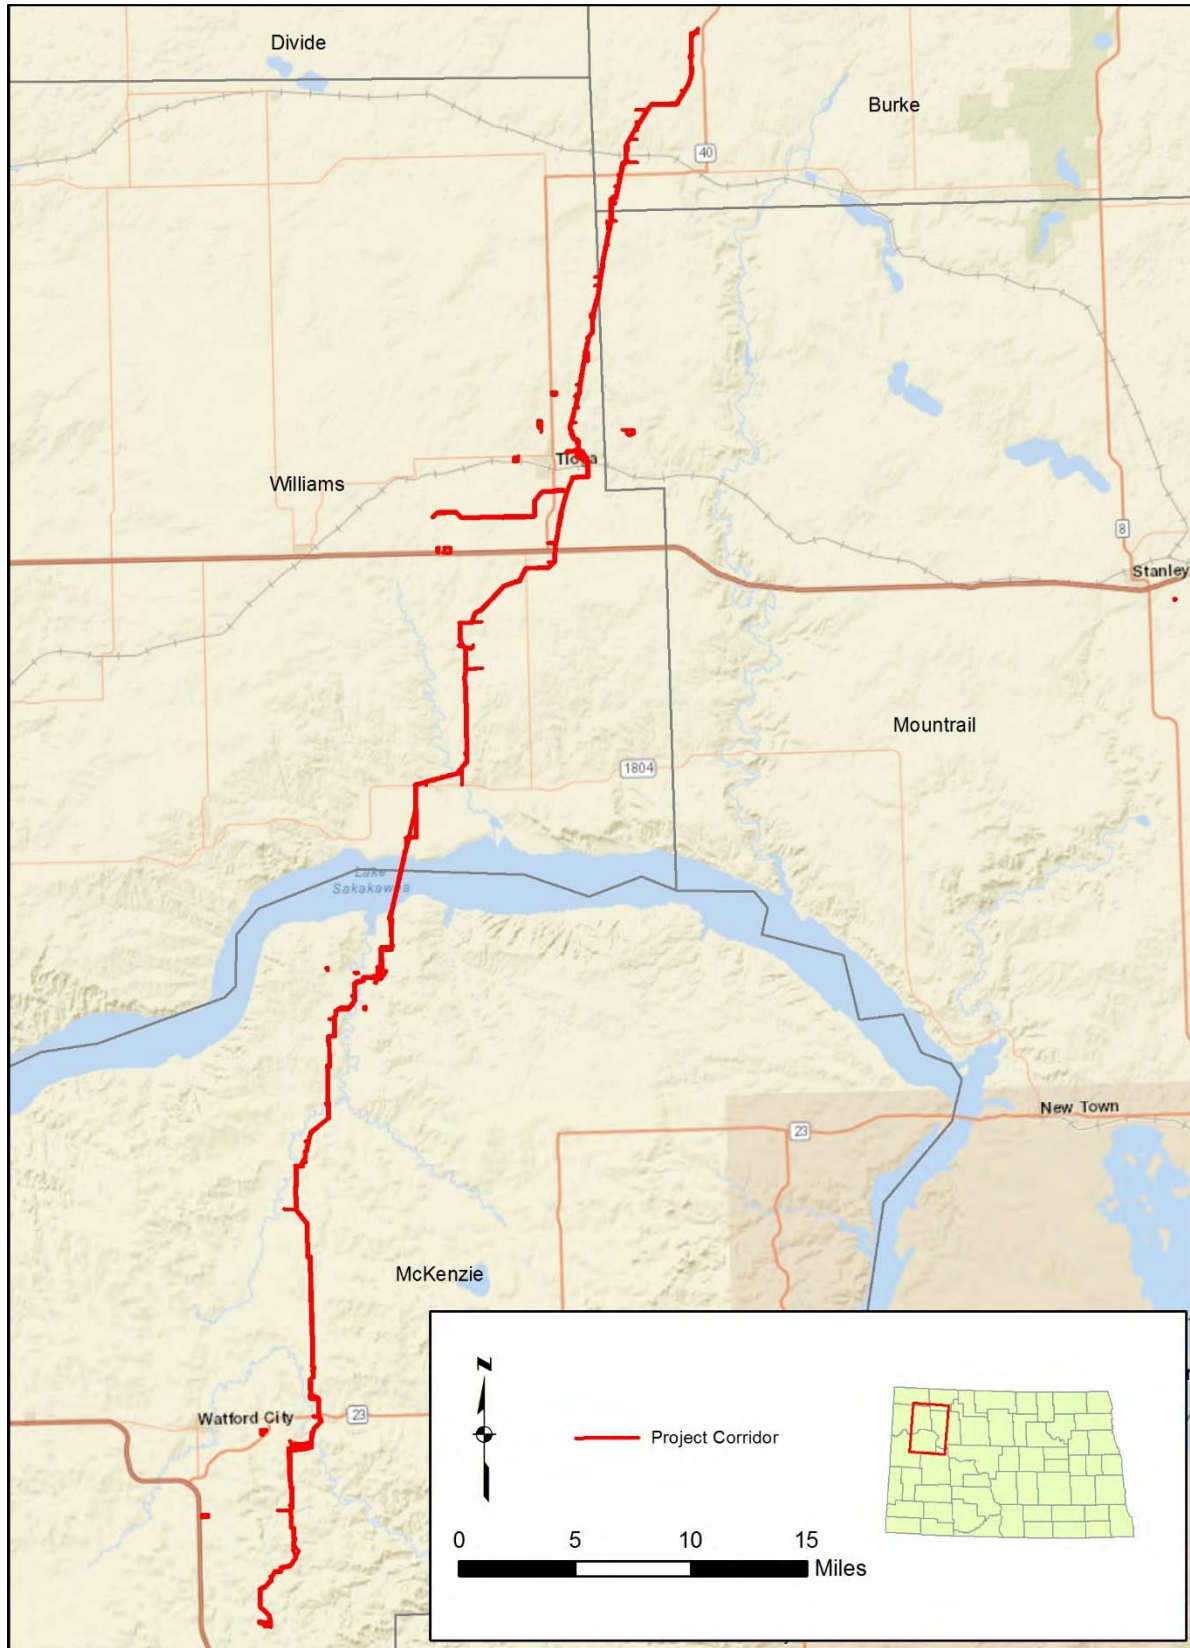 Divide
Burke
40
Tioga
Williams
8
Stanley
Mountrail
1804
Lake
Sakakawea
New Town
23
McKenzie
Watford City
23
N
Project Corridor
0 5 10 15
Miles